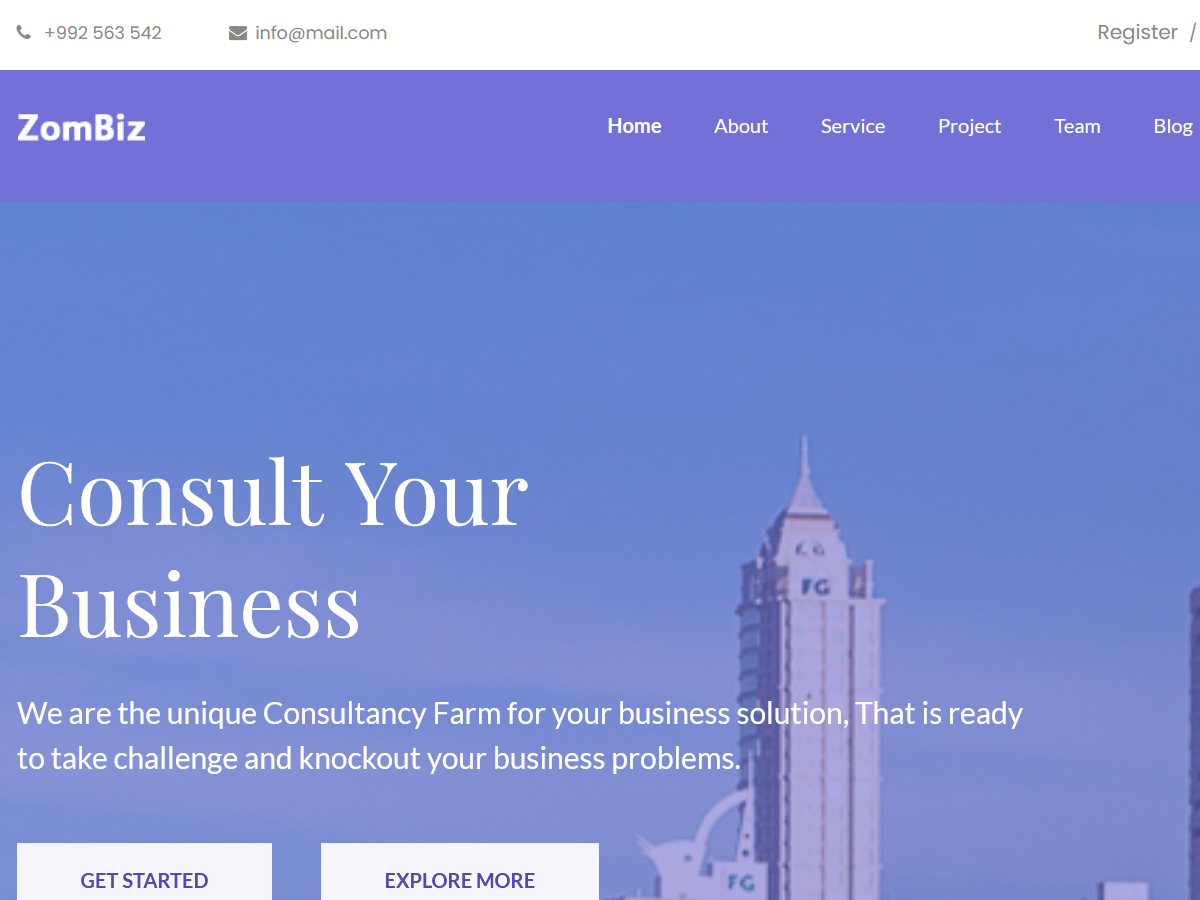 +992 563 542 info@mail.com Register /
ZomBiz Home About Service Project Team Blog
Consult Your
Business
FG
We are the unique Consultancy Farm for your business solution, That is ready
to take challenge and knockout your business problems.
GET STARTED EXPLORE MORE
FG